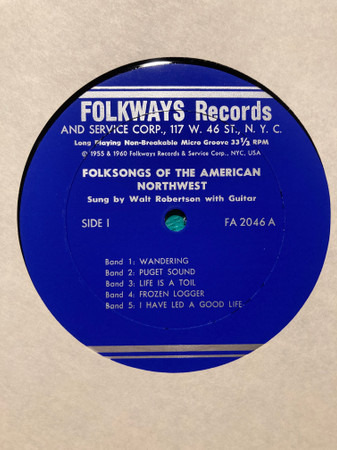 FOLKWAYS Records
AND SERVICE CORP., 117 W. 46 ST., N. Y. C.
Long Playing Non-Breakable Micro Groove 33 1/3 RPM
© 1955 & 1960 Folkways Records & Service Corp., NYC, USA
FOLKSONGS OF THE AMERICAN
NORTHWEST
Sung by Walt Robertson with Guitar
SIDE I FA 2046 A
Band 1: WANDERING
Band 2: PUGET SOUND
Band 3: LIFE IS A TOIL
Band 4: FROZEN LOGGER
Band 5: I HAVE LED A GOOD LIFE